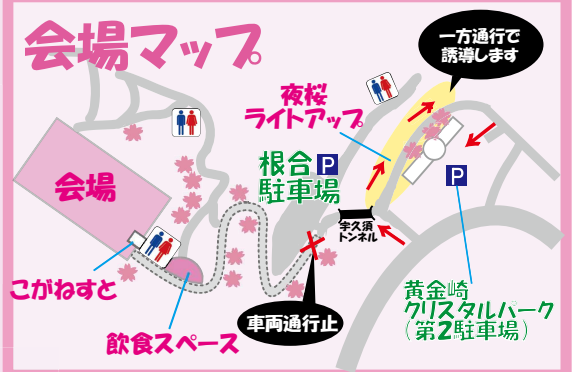 会場マップ
一方通行で
誘導します
夜桜
ライトアップ
根合
駐車場
P
P
会場
宇久須
トンネル
こがねすと
車両通行止
飲食スペース
黄金崎
クリスタルパーク
(第2駐車場)